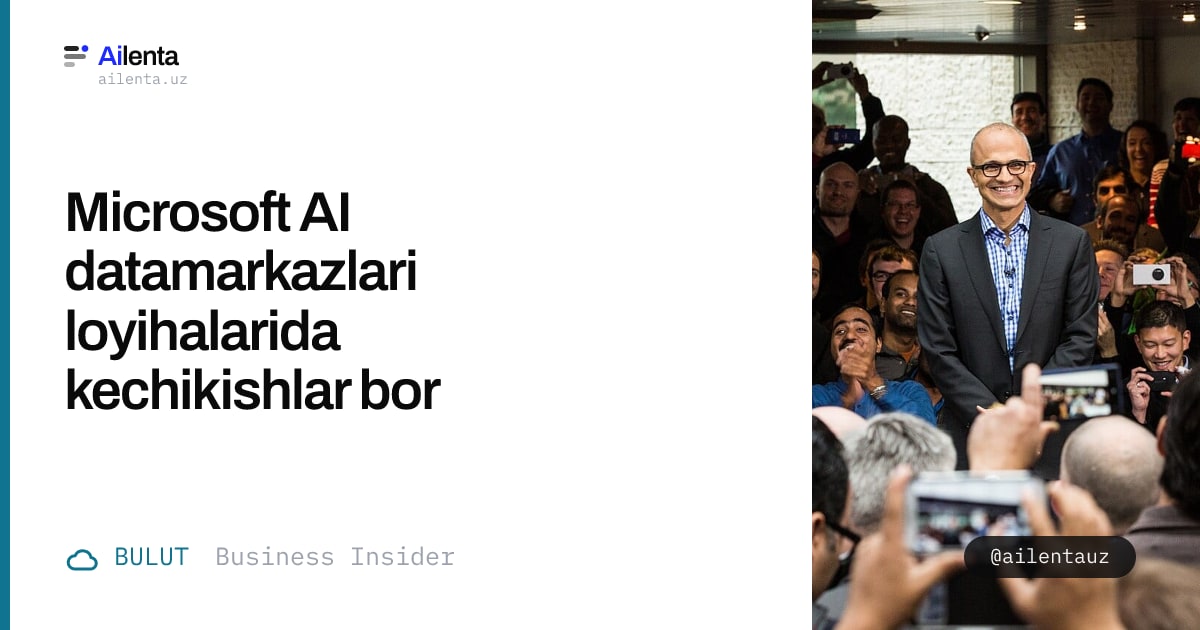 Ailenta
ailenta.uz
Microsoft AI
datamarkazlari
loyihalarida
kechikishlar bor
BULUT Business Insider
@ailentauz